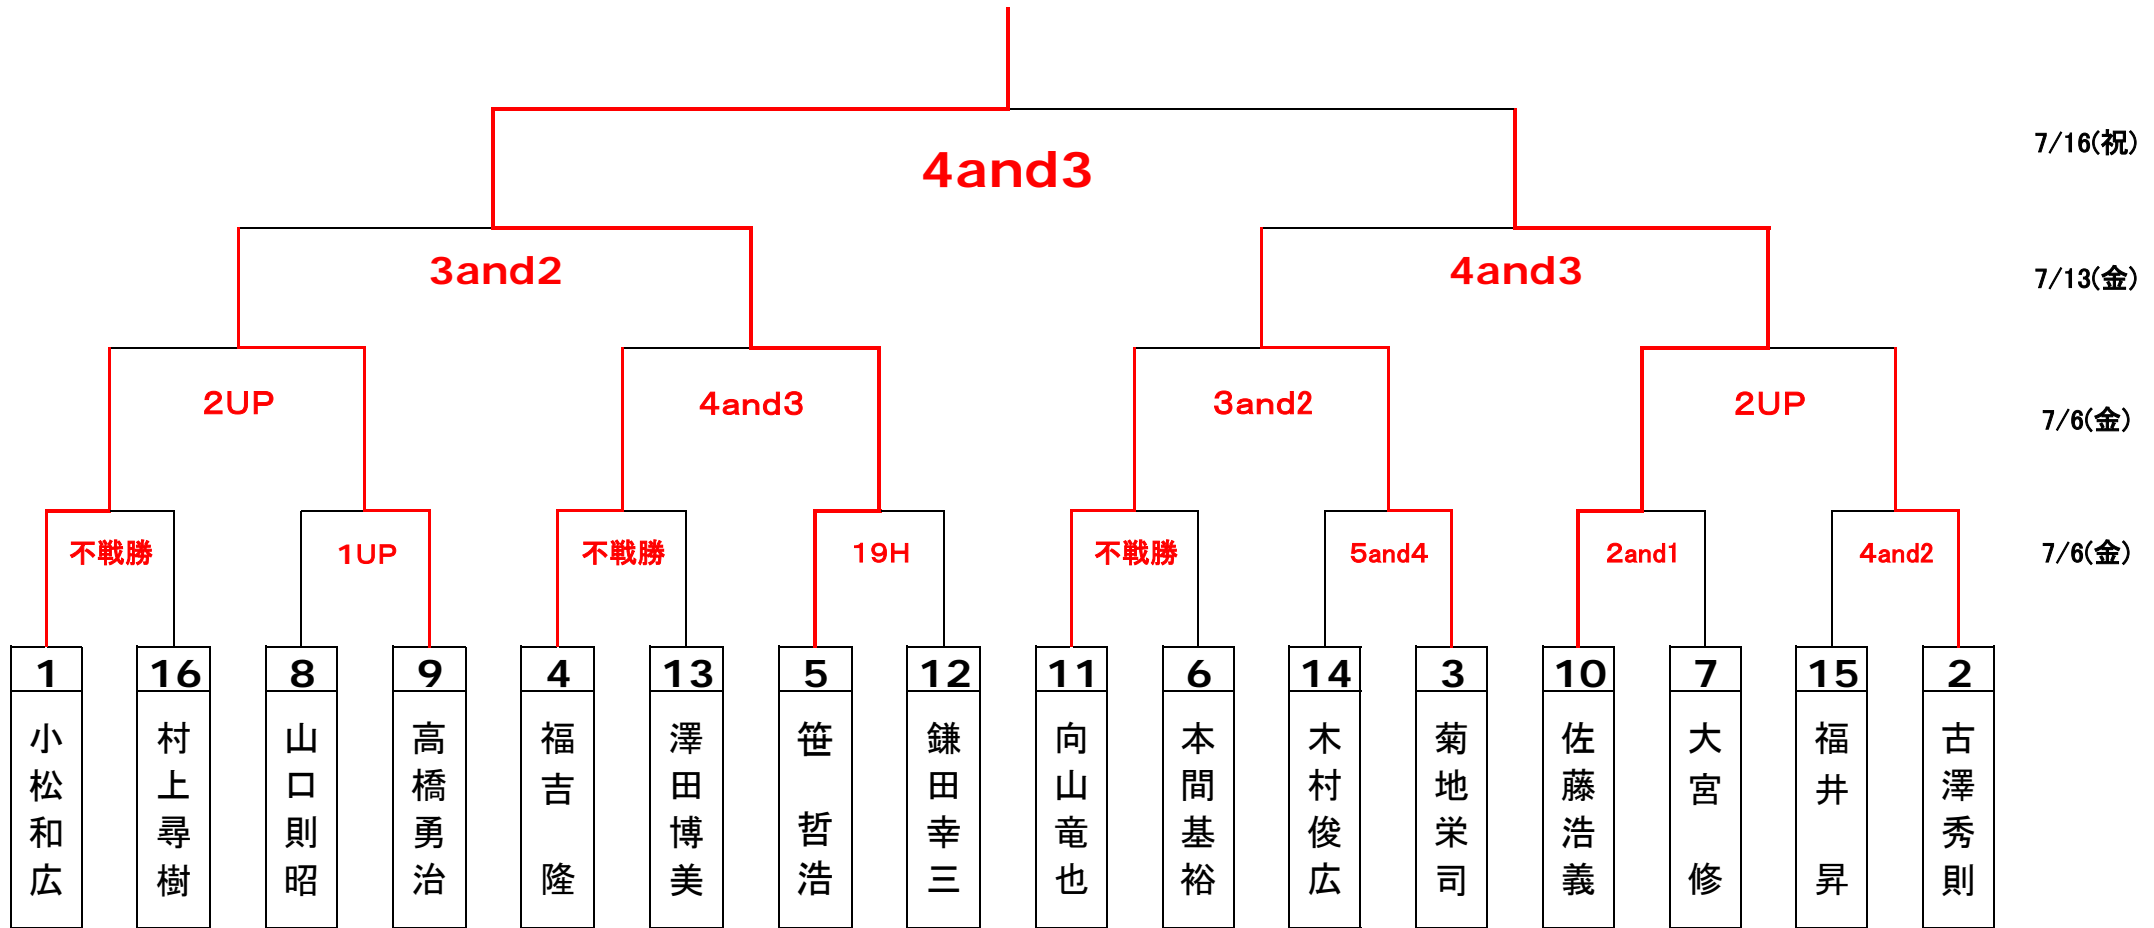 4and3
7/16(祝)
3and2
4and3
7/13(金)
2UP
4and3
3and2
2UP
7/6(金)
不戦勝
1UP
不戦勝
19H
不戦勝
5and4
2and1
4and2
7/6(金)
1
16
8
9
4
13
5
12
11
6
14
3
10
7
15
2
小松和広
村上尋樹
山口則昭
高橋勇治
福吉 隆
澤田博美
笹 哲浩
鎌田幸三
向山竜也
本間基裕
木村俊広
菊地栄司
佐藤浩義
大宮 修
福井 昇
古澤秀則